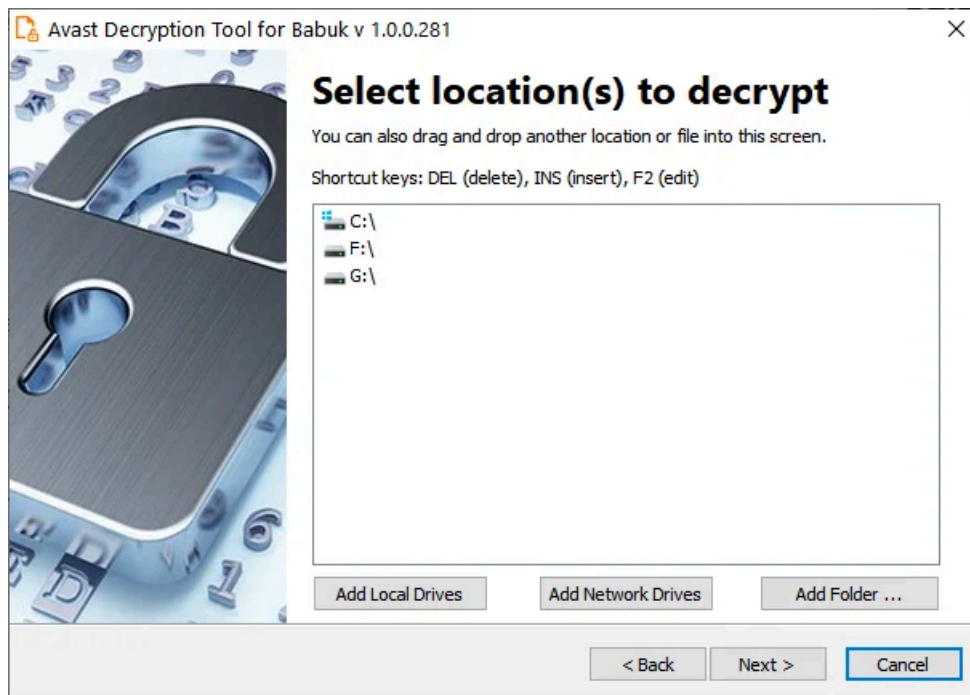 Avast Decryption Tool for Babuk v 1.0.0.281
Select location(s) to decrypt
You can also drag and drop another location or file into this screen.
Shortcut keys: DEL (delete), INS (insert), F2 (edit)
C:\
F:\
G:\
Add Local Drives
Add Network Drives
Add Folder ...
< Back
Next >
Cancel